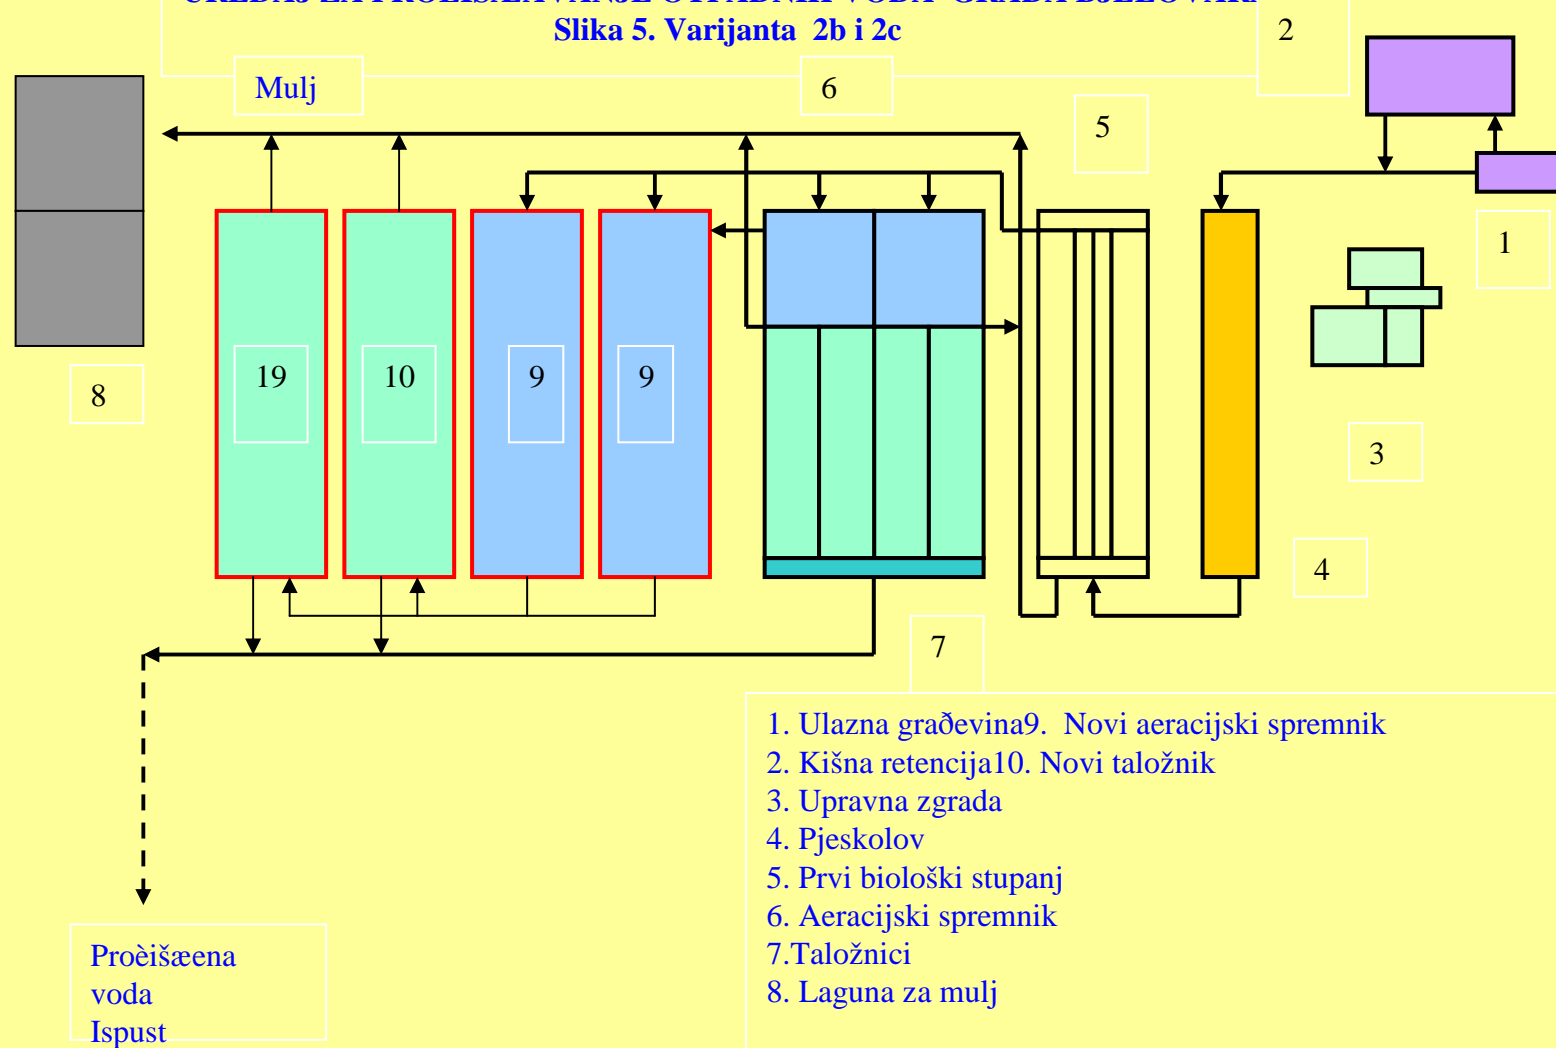 Slika 5. Varijanta 2b i 2c
2
Mulj
6
5
1
19
10
9
9
8
3
4
7
1. Ulazna građevina9. Novi aeracijski spremnik
2. Kišna retencija10. Novi taložnik
3. Upravna zgrada
4. Pjeskolov
5. Prvi biološki stupanj
6. Aeracijski spremnik
7.Taložnici
8. Laguna za mulj
Proèišæena
voda
Ispust